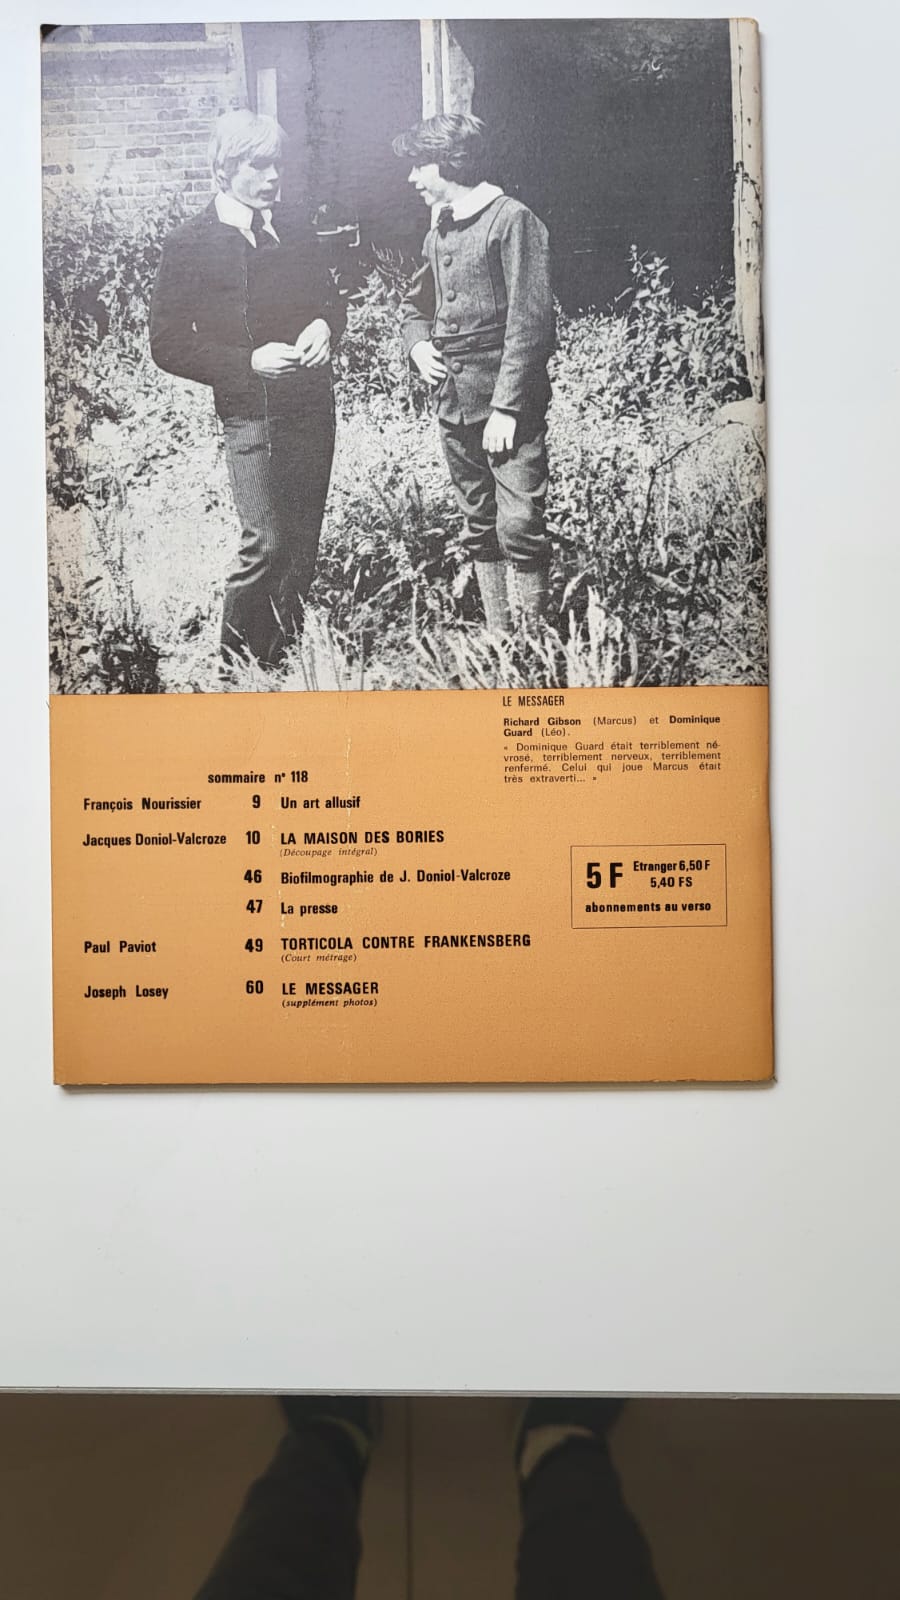 LE MESSAGER
Richard Gibson (Marcus) et Dominique
Guard (Léo).
« Dominique Guard était terriblement né-
vrosé, terriblement nerveux, terriblement
renfermé. Celui qui joue Marcus était
très extraverti... »
sommaire n° 118
François Nourissier 9 Un art allusif
Jacques Doniol-Valcroze 10 LA MAISON DES BORIES
(Découpage intégral)
46 Biofilmographie de J. Doniol-Valcroze
47 La presse
Paul Paviot 49 TORTICOLA CONTRE FRANKENSBERG
(Court métrage)
Joseph Losey 60 LE MESSAGER
(supplément photos)
5 F Etranger 6,50 F
5,40 FS
abonnements au verso